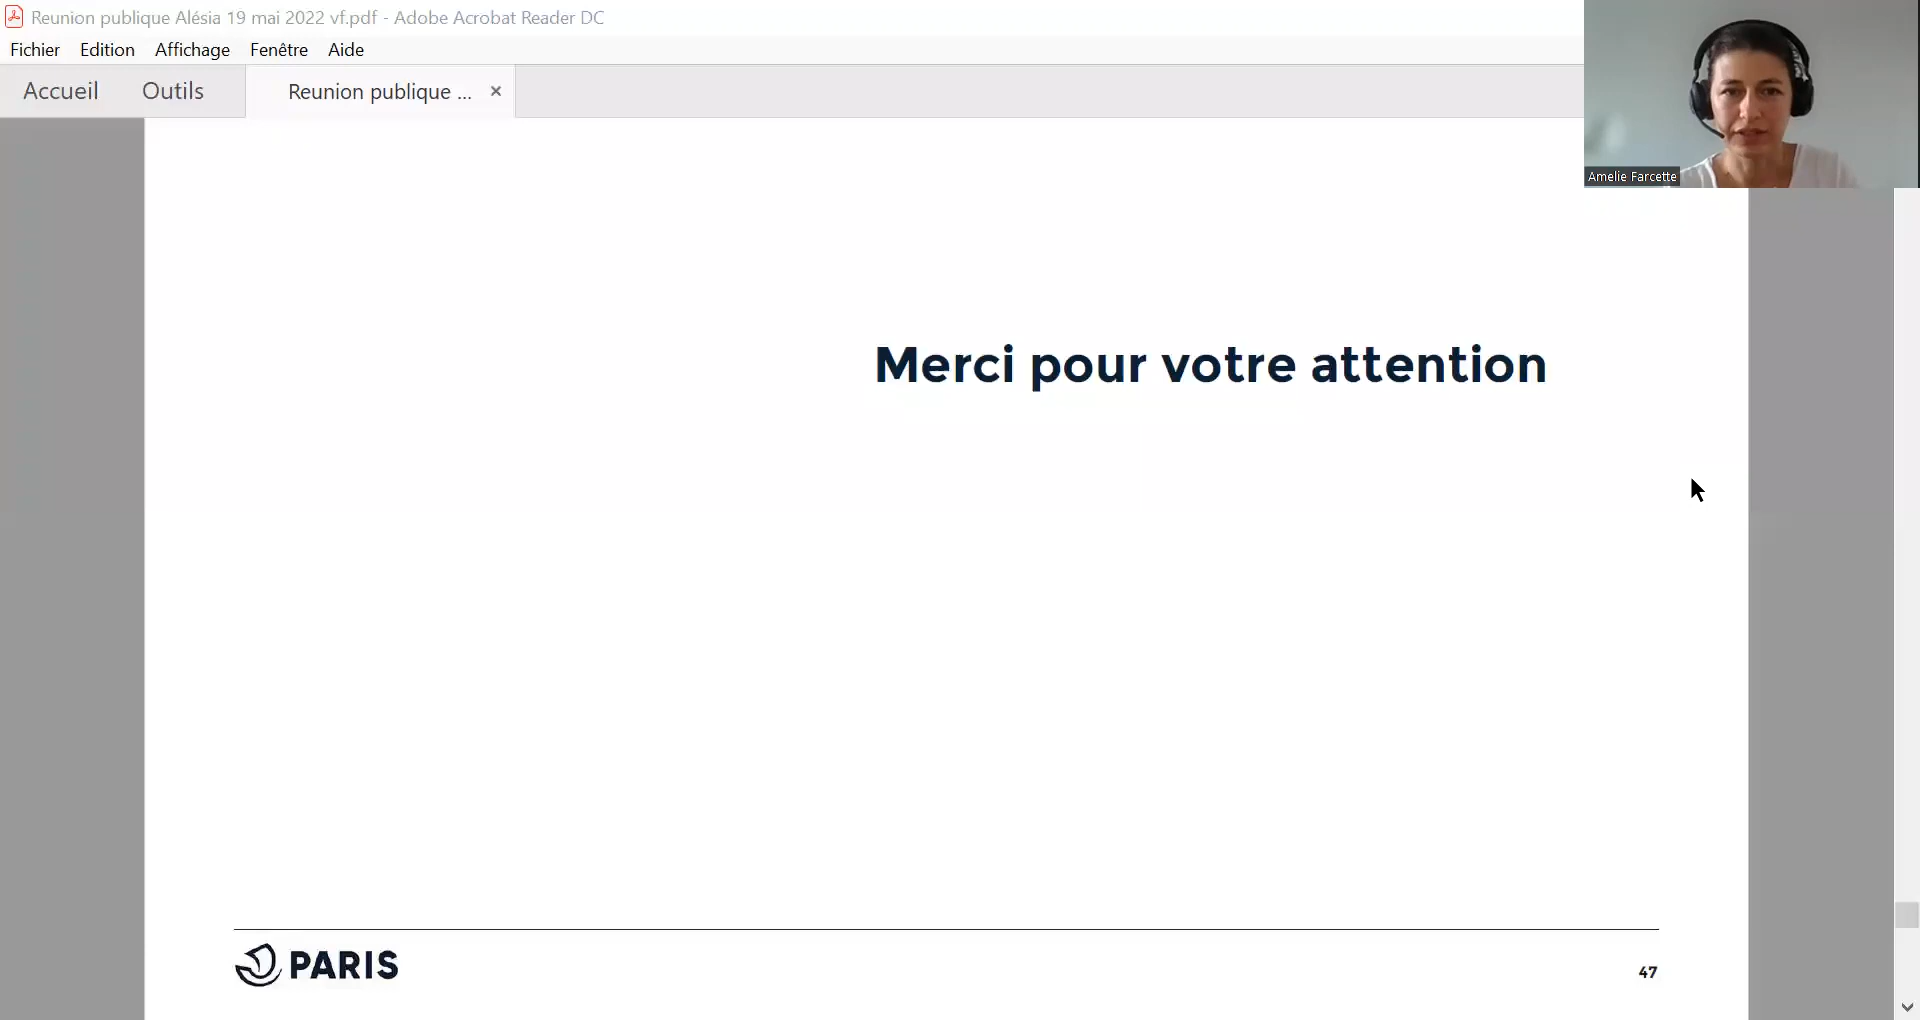 Reunion publique Alésia 19 mai 2022 vf.pdf - Adobe Acrobat Reader DC
Fichier Edition Affichage Fenêtre Aide
Accueil Outils Reunion publique ... ×
Amelie Farcette
Merci pour votre attention
PARIS
47